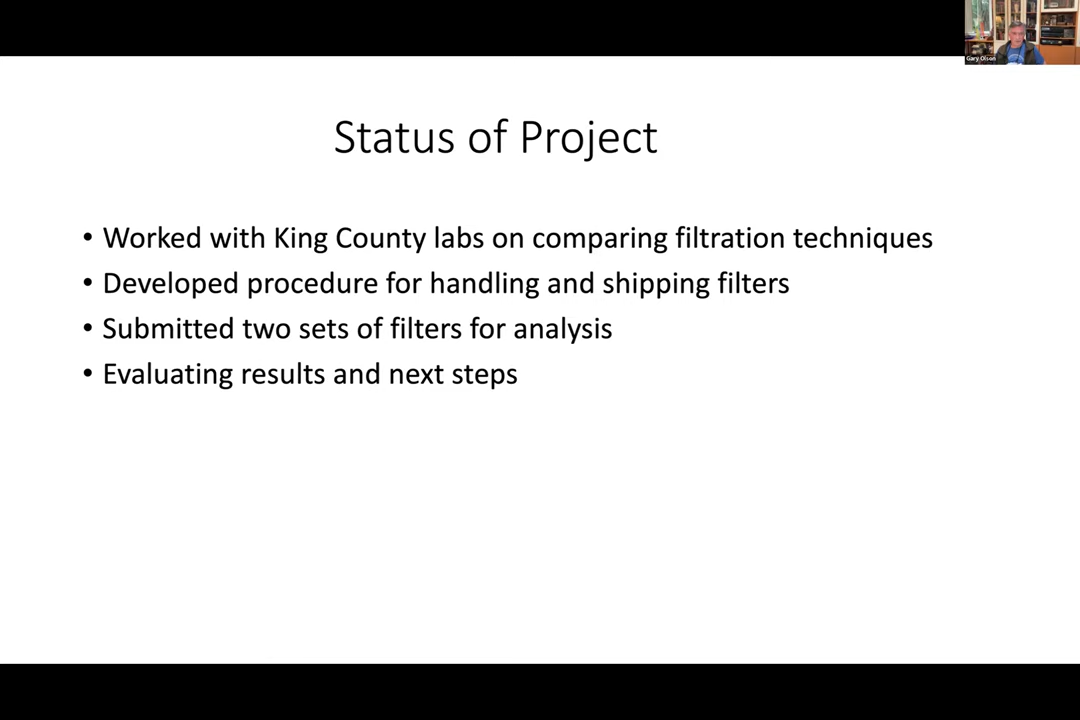 Gary Olson
Status of Project
• Worked with King County labs on comparing filtration techniques
• Developed procedure for handling and shipping filters
• Submitted two sets of filters for analysis
• Evaluating results and next steps